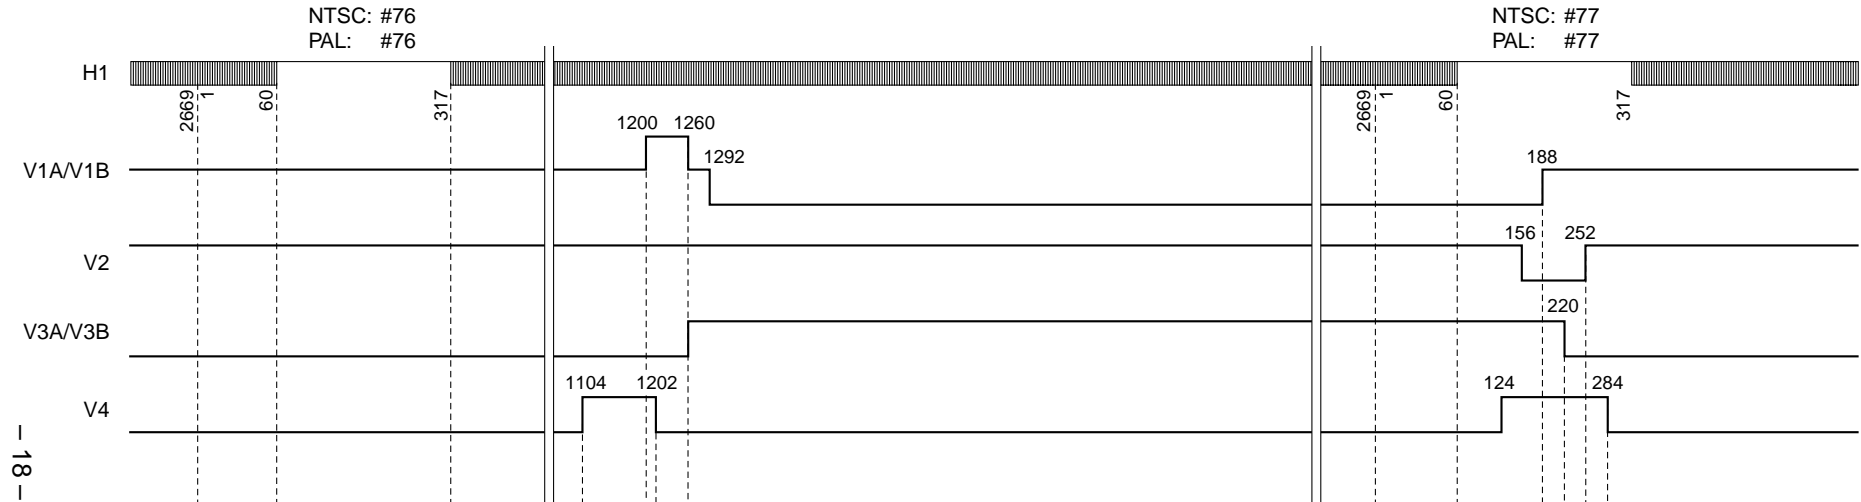 NTSC: #76
PAL: #76
NTSC: #77
PAL: #77
H1
2669
1
60
317
2669
1
60
317
1200
1260
1292
188
V1A/V1B
156
252
V2
220
V3A/V3B
1104
1202
124
284
V4
– 18 –